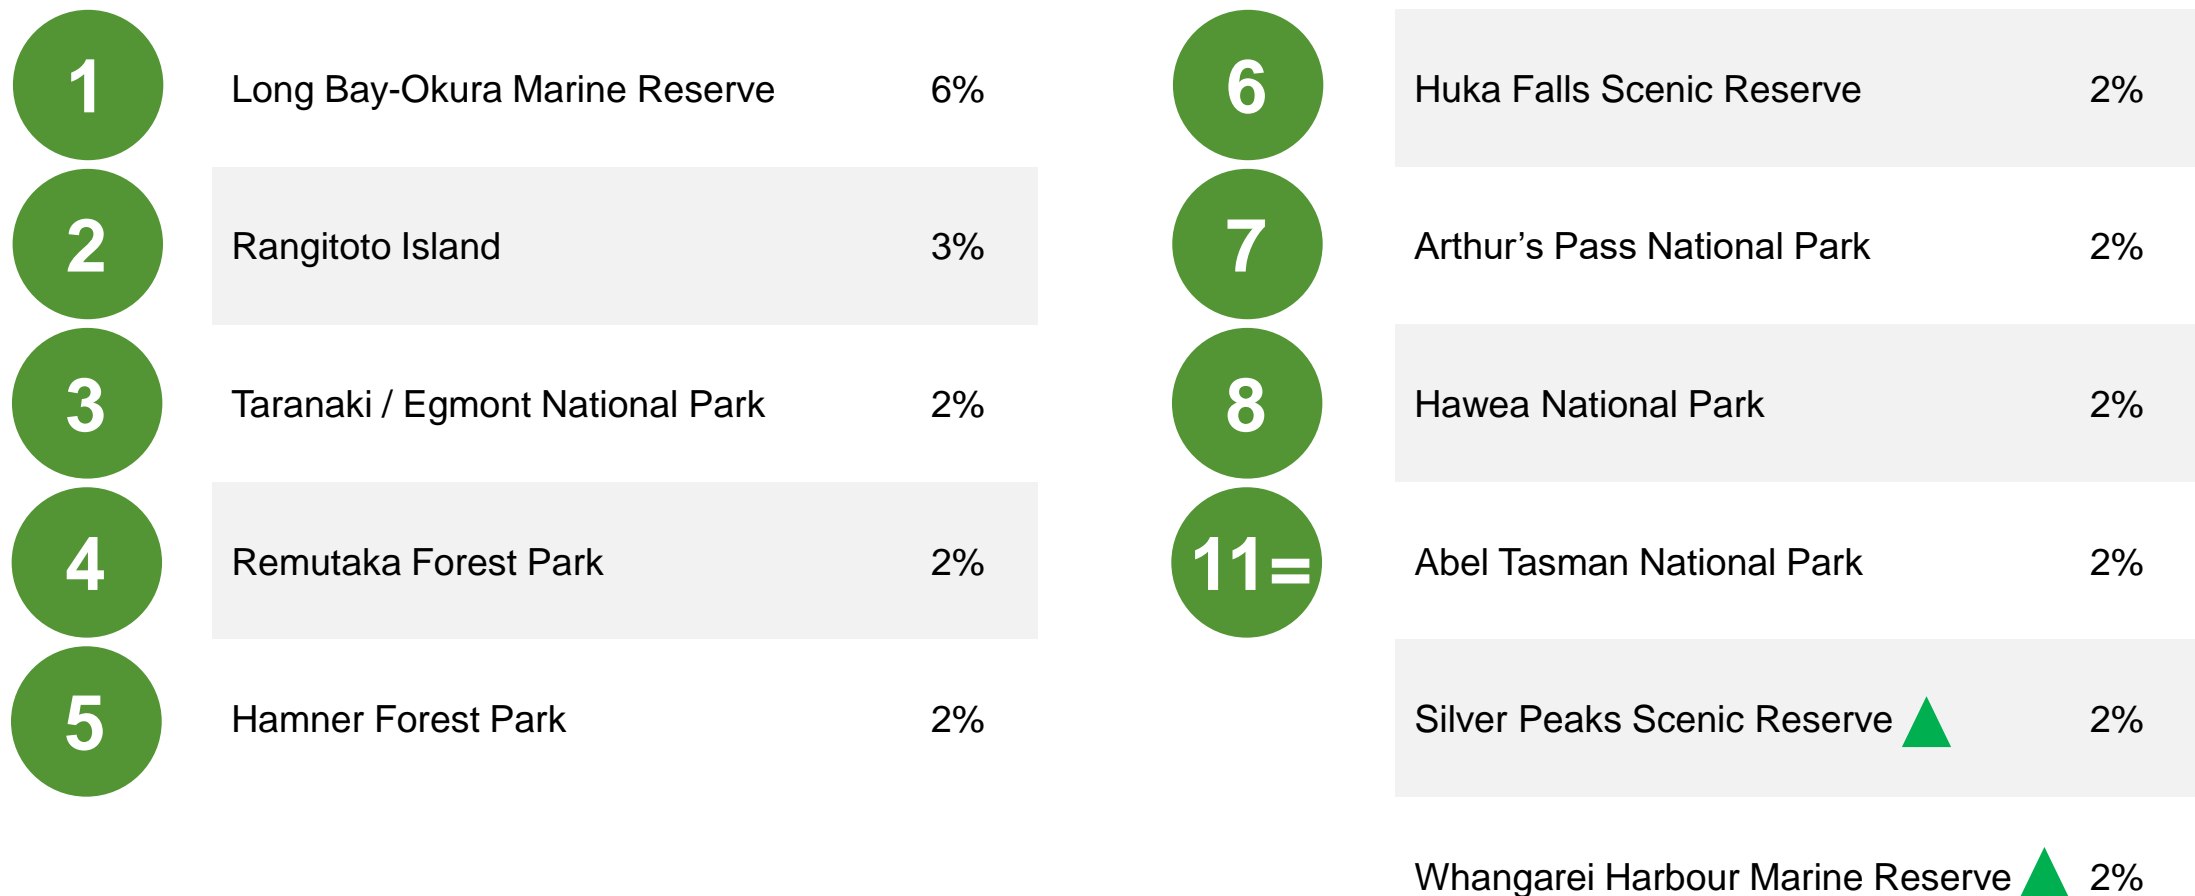 1 Long Bay-Okura Marine Reserve 6%
2 Rangitoto Island 3%
3 Taranaki / Egmont National Park 2%
4 Remutaka Forest Park 2%
5 Hamner Forest Park 2%
6 Huka Falls Scenic Reserve 2%
7 Arthur’s Pass National Park 2%
8 Hawea National Park 2%
11= Abel Tasman National Park 2%
Silver Peaks Scenic Reserve 2%
Whangarei Harbour Marine Reserve 2%